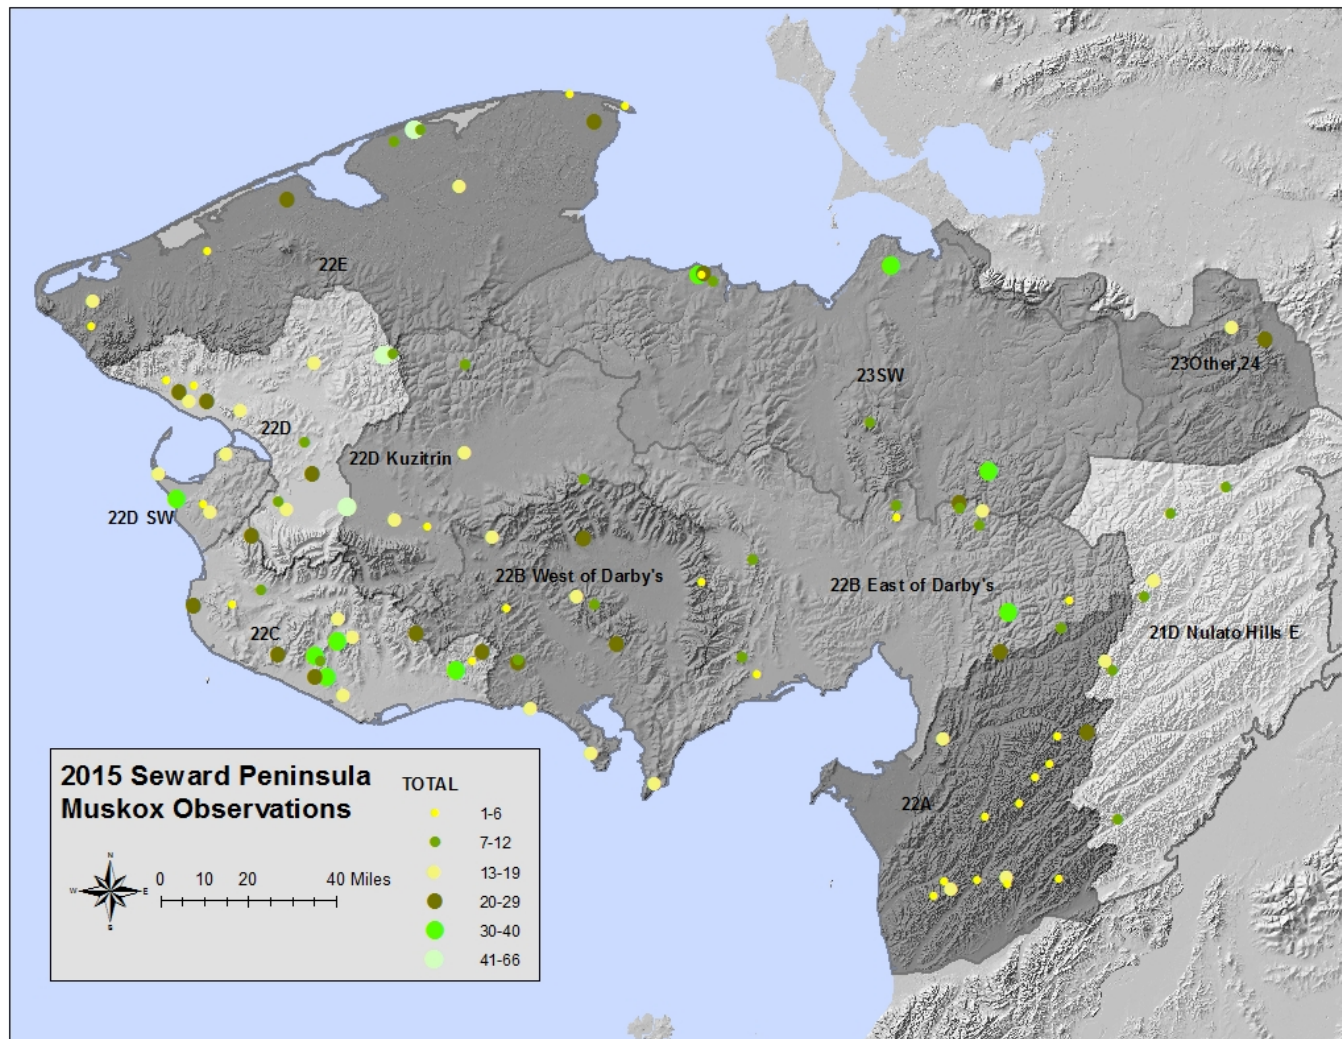 22E
23SW
23Other,24
22D
22D Kuzitrin
22D SW
22B West of Darby's
22B East of Darby's
22C
21D Nulato Hills E
22A
2015 Seward Peninsula
Muskox Observations
TOTAL
1-6
7-12
13-19
20-29
30-40
41-66
N
W
E
S
0 10 20 40 Miles